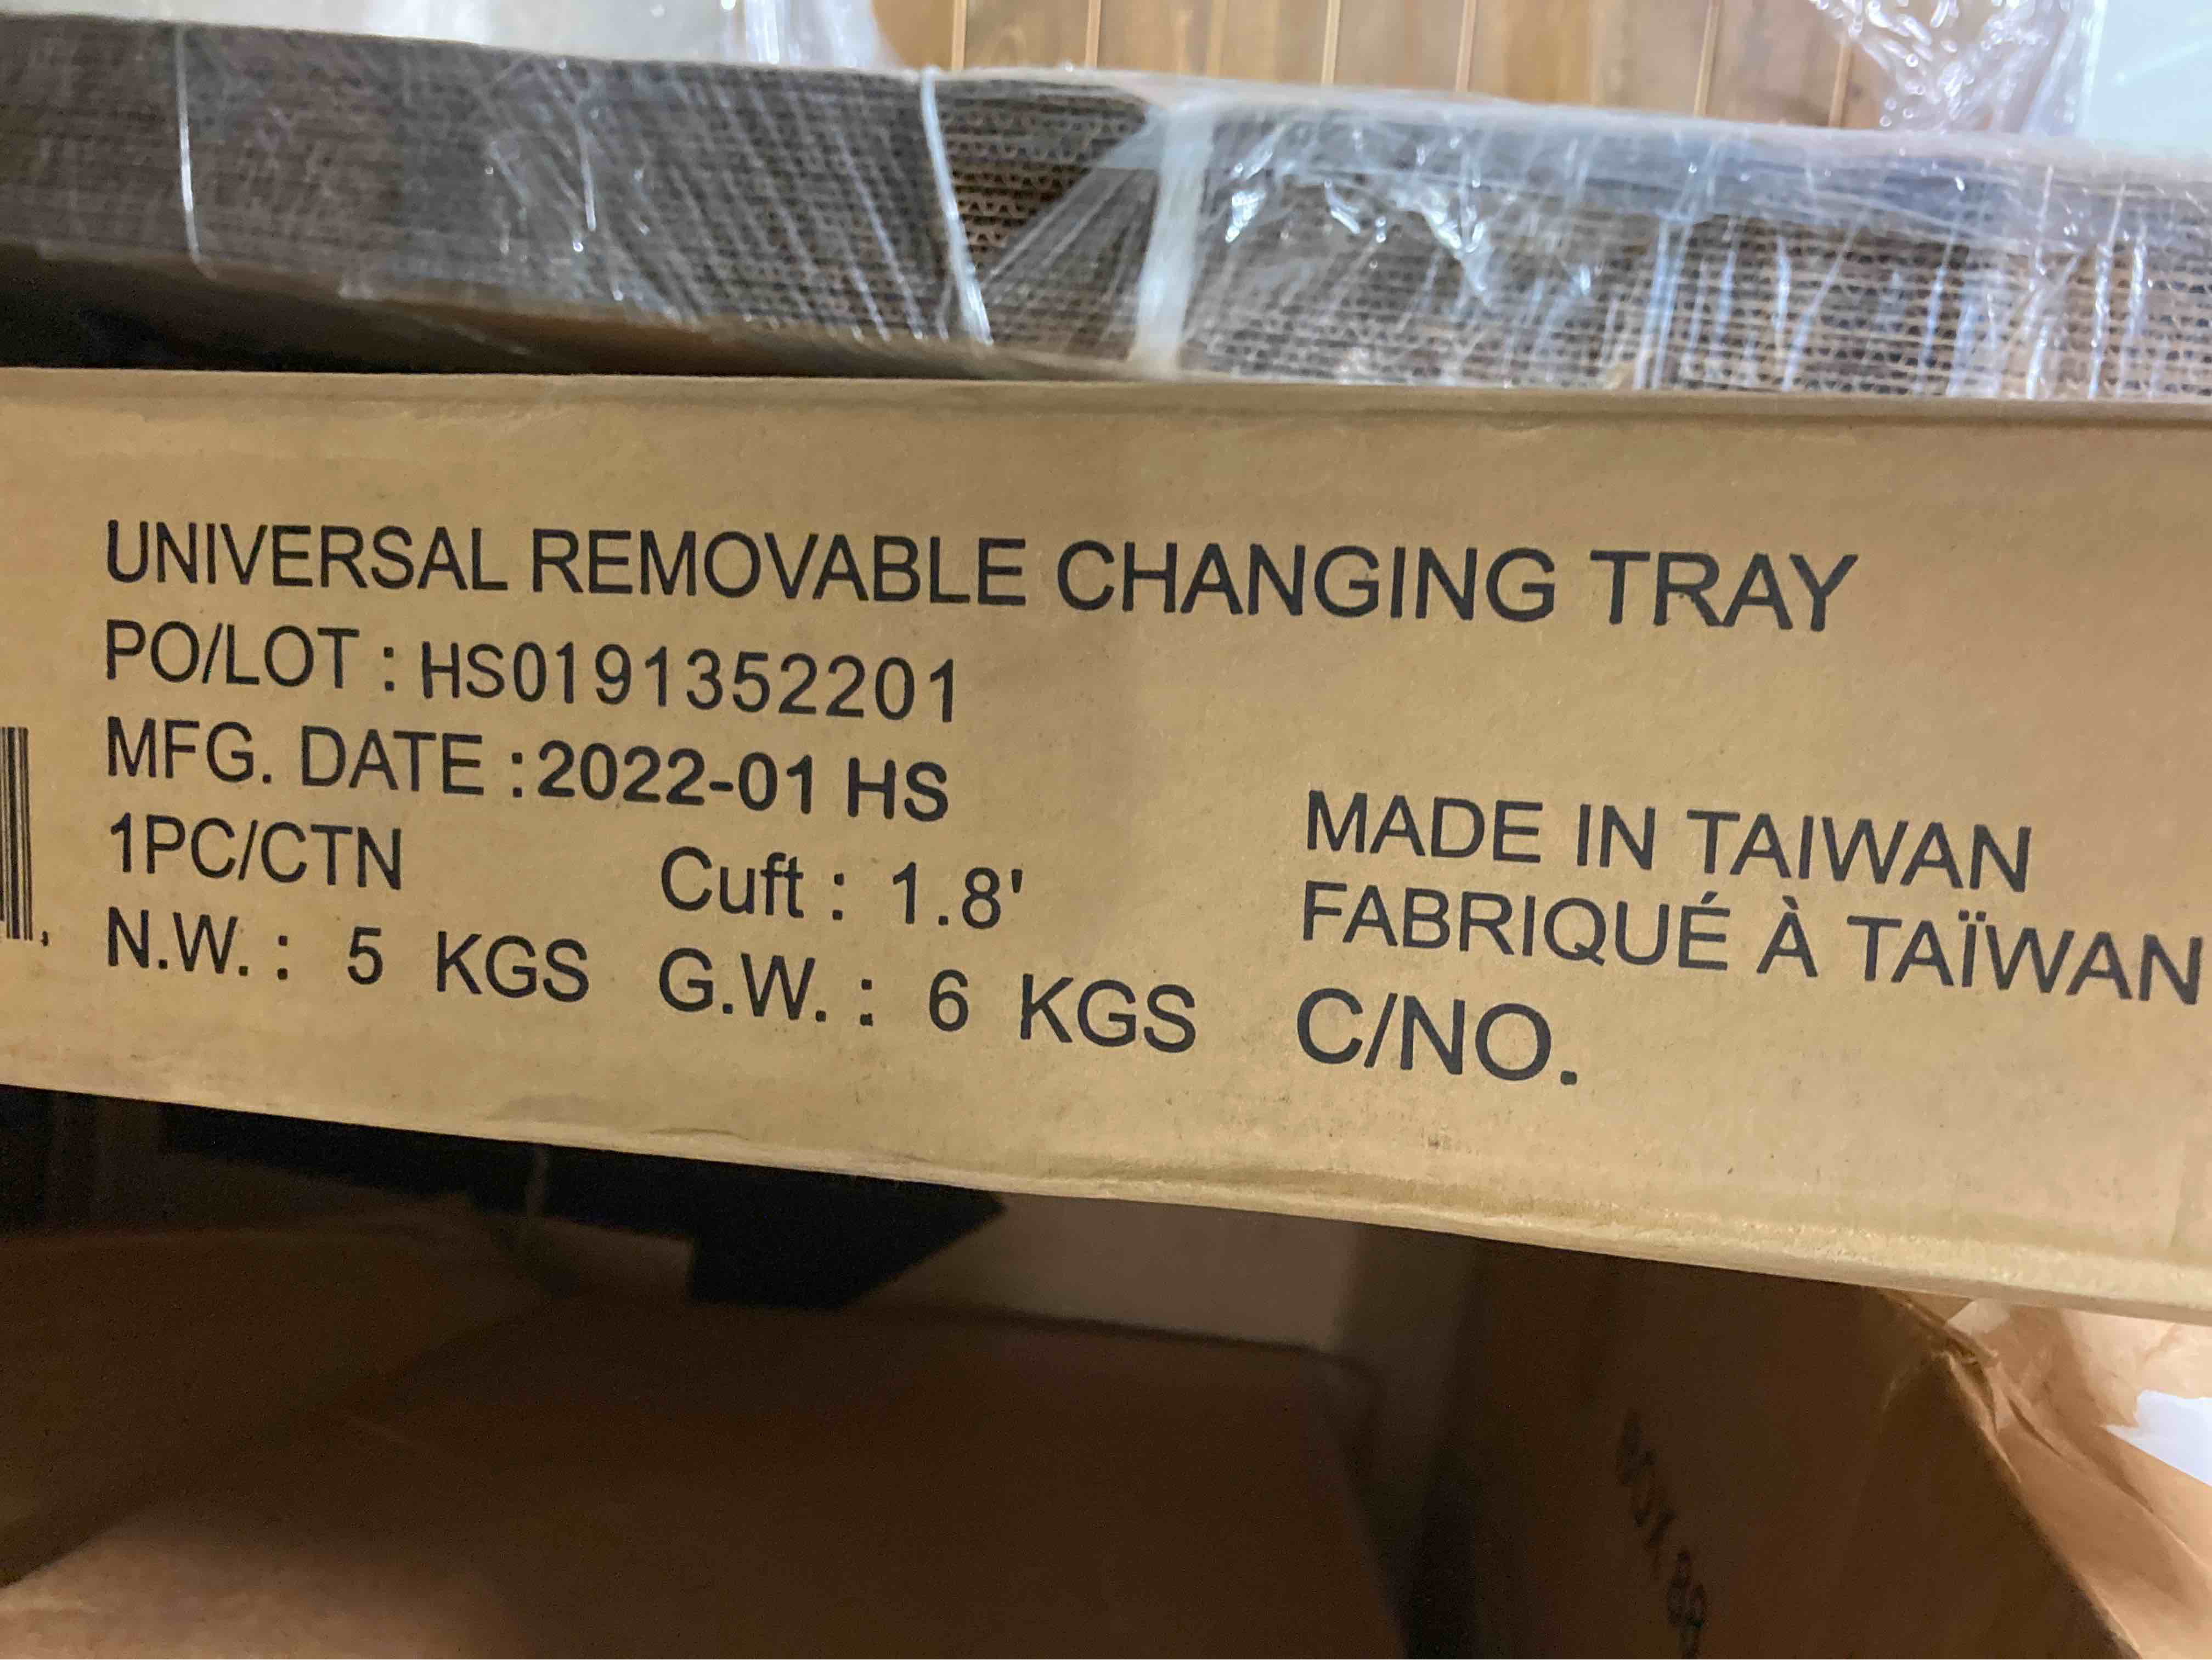 UNIVERSAL REMOVABLE CHANGING TRAY
PO/LOT : HS0191352201
MFG. DATE :2022-01 HS
1PC/CTN Cuft : 1.8'
N.W. : 5 KGS G.W. : 6 KGS
MADE IN TAIWAN
FABRIQUÉ À TAÏWAN
C/NO.